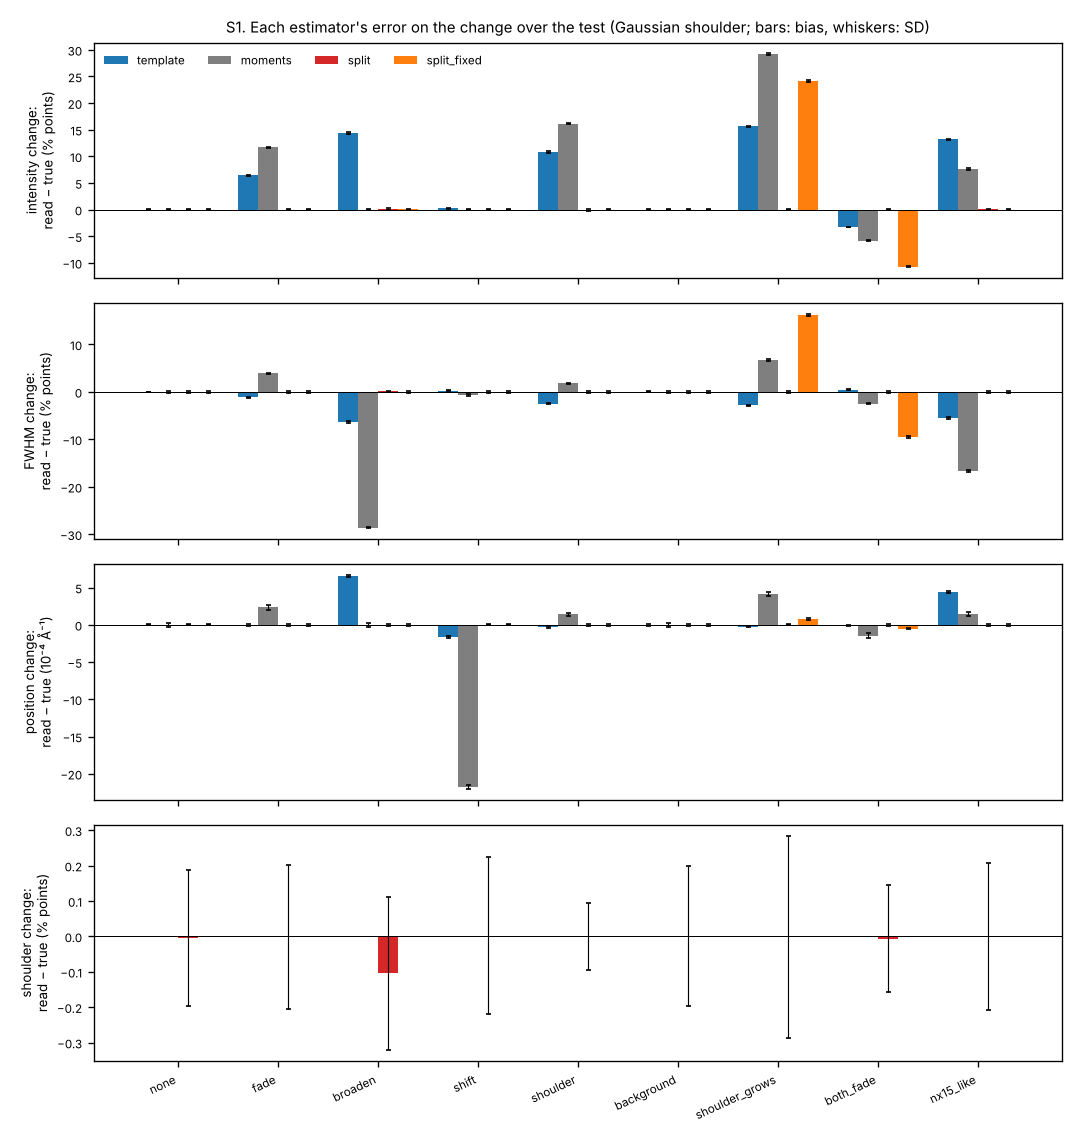 S1. Each estimator's error on the change over the test (Gaussian shoulder; bars: bias, whiskers: SD)
template
moments
split
split_fixed
intensity change:
read − true (% points)
30
25
20
15
10
5
0
−5
−10
FWHM change:
read − true (% points)
10
0
−10
−20
−30
position change:
read − true (10⁻⁴ Å⁻¹)
5
0
−5
−10
−15
−20
shoulder change:
read − true (% points)
0.3
0.2
0.1
0.0
−0.1
−0.2
−0.3
none
fade
broaden
shift
shoulder
background
shoulder_grows
both_fade
nx15_like